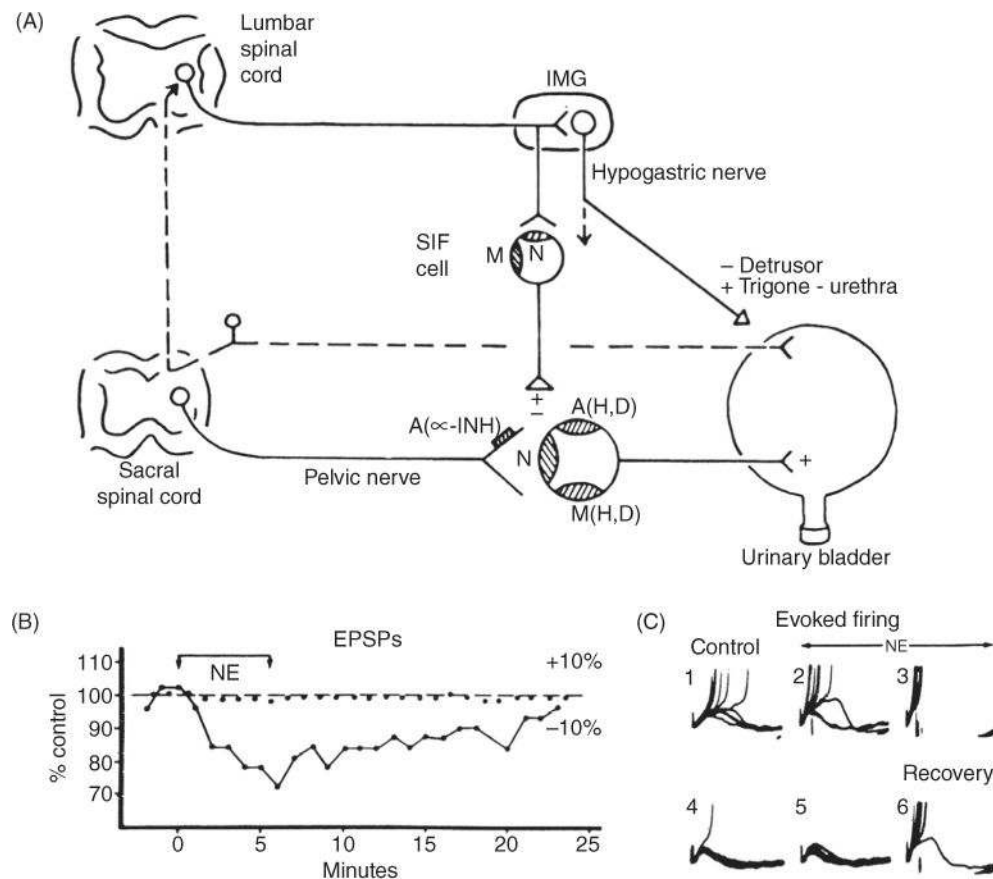 (A)
Lumbar
spinal
cord
IMG
Hypogastric nerve
SIF
cell
M
N
– Detrusor
+ Trigone - urethra
+
–
A(∝-INH)
A(H,D)
N
+
Sacral
spinal cord
Pelvic nerve
M(H,D)
Urinary bladder
(B)
EPSPs
NE
+10%
–10%
110
100
90
80
70
% control
0
5
10
15
20
25
Minutes
(C)
Evoked firing
Control
NE
1
2
3
Recovery
4
5
6